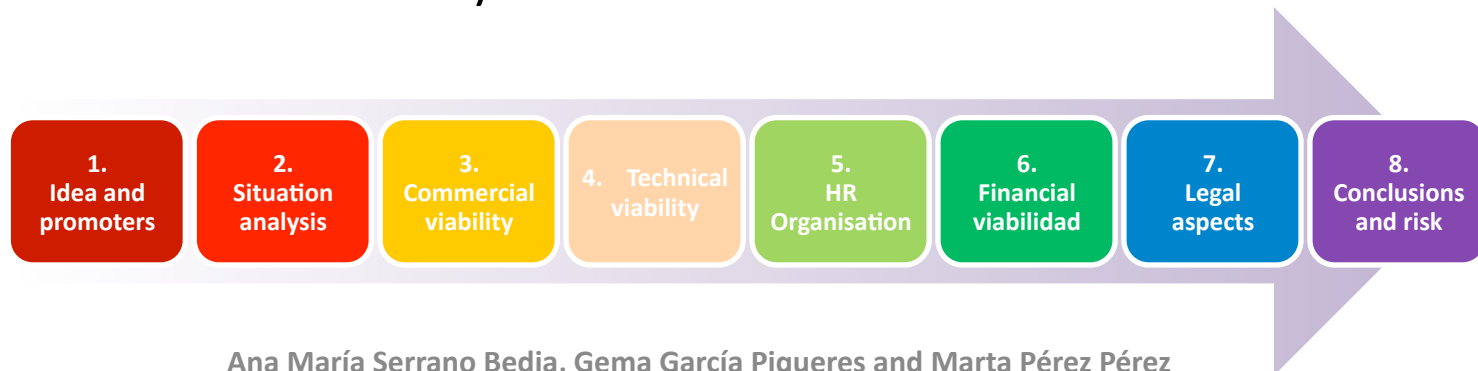 1.
Idea and
promoters
2.
Situation
analysis
3.
Commercial
viability
4. Technical
viability
5.
HR
Organisation
6.
Financial
viabilidad
7.
Legal
aspects
8.
Conclusions
and risk
Ana María Serrano Bedia, Gema García Piqueres and Marta Pérez Pérez